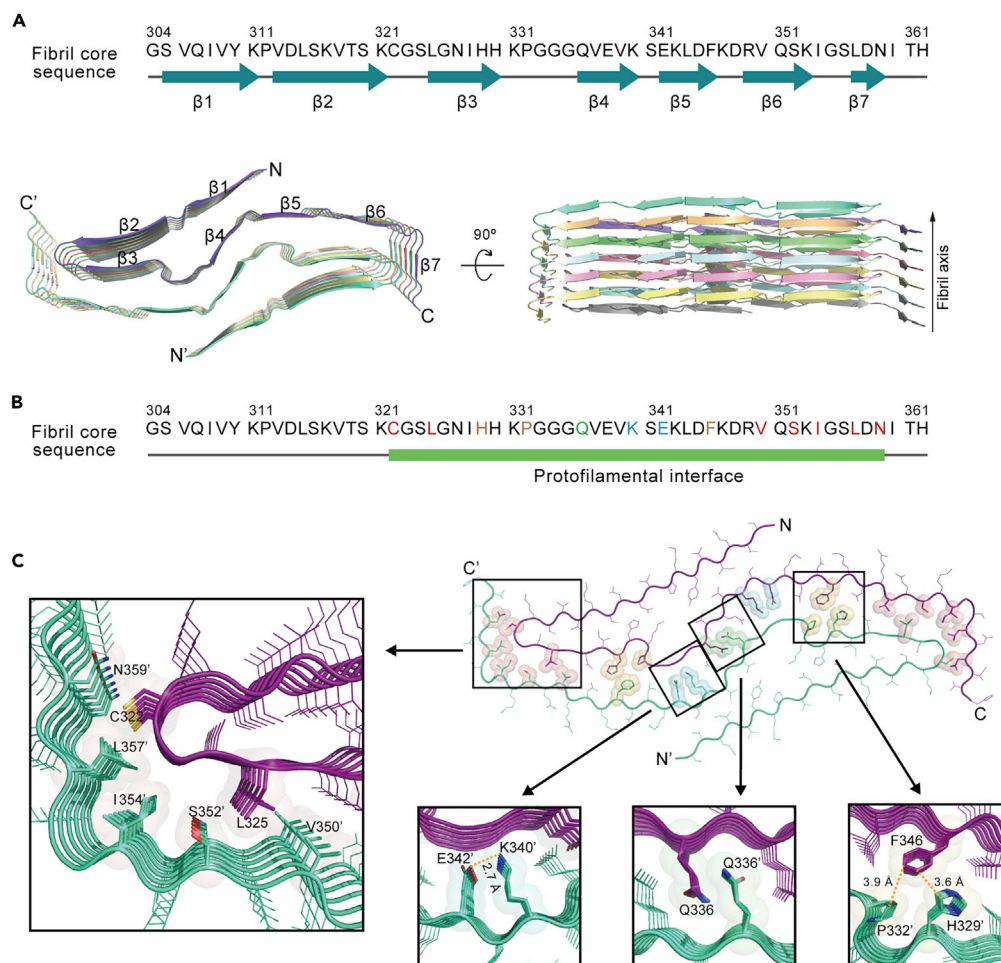 A
304 311 321 331 341 351 361
Fibril core
sequence
GS VQIVY KPVDLSKVTS KCGSLGNIHH KPGGGQVEVK SEKLDFKDRV QSKIGSLDNI TH
β1 β2 β3 β4 β5 β6 β7
N
C'
β1
β2
β3
β4
β5
β6
β7
C
N'
90°
Fibril axis
B
304 311 321 331 341 351 361
Fibril core
sequence
GS VQIVY KPVDLSKVTS KCGSLGNIHH KPGGGQVEVK SEKLDFKDRV QSKIGSLDNI TH
Protofilamental interface
C
N
C'
C
N'
N359'
C322
L357'
I354'
S352'
L325
V350'
E342'
K340'
2.7 Å
Q336'
Q336
F346
3.9 Å
3.6 Å
P332'
H329'